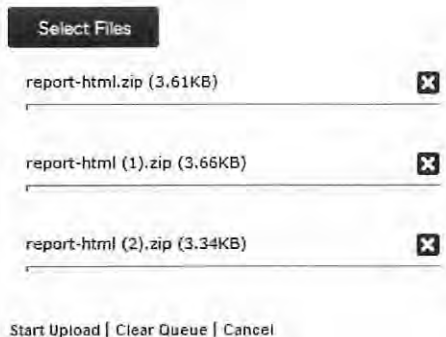 Select Files
report-html.zip (3.61KB)
report-html (1).zip (3.66KB)
report-html (2).zip (3.34KB)
Start Upload | Clear Queue | Cancel